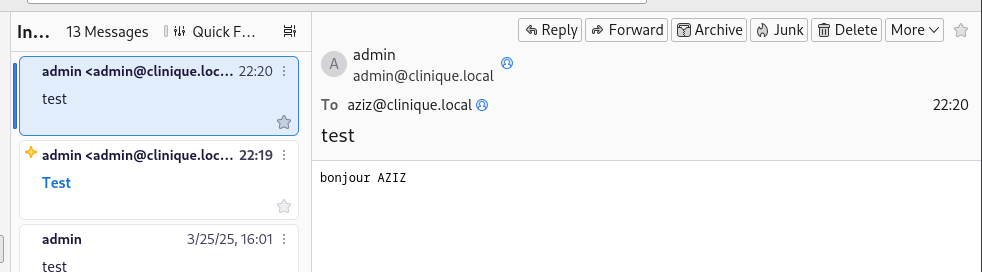 In... 13 Messages Quick F...
admin <admin@clinique.loc... 22:20
test
admin <admin@clinique.loc... 22:19
Test
admin 3/25/25, 16:01
test
Reply Forward Archive Junk Delete More
A
admin
admin@clinique.local
To aziz@clinique.local 22:20
test
bonjour AZIZ